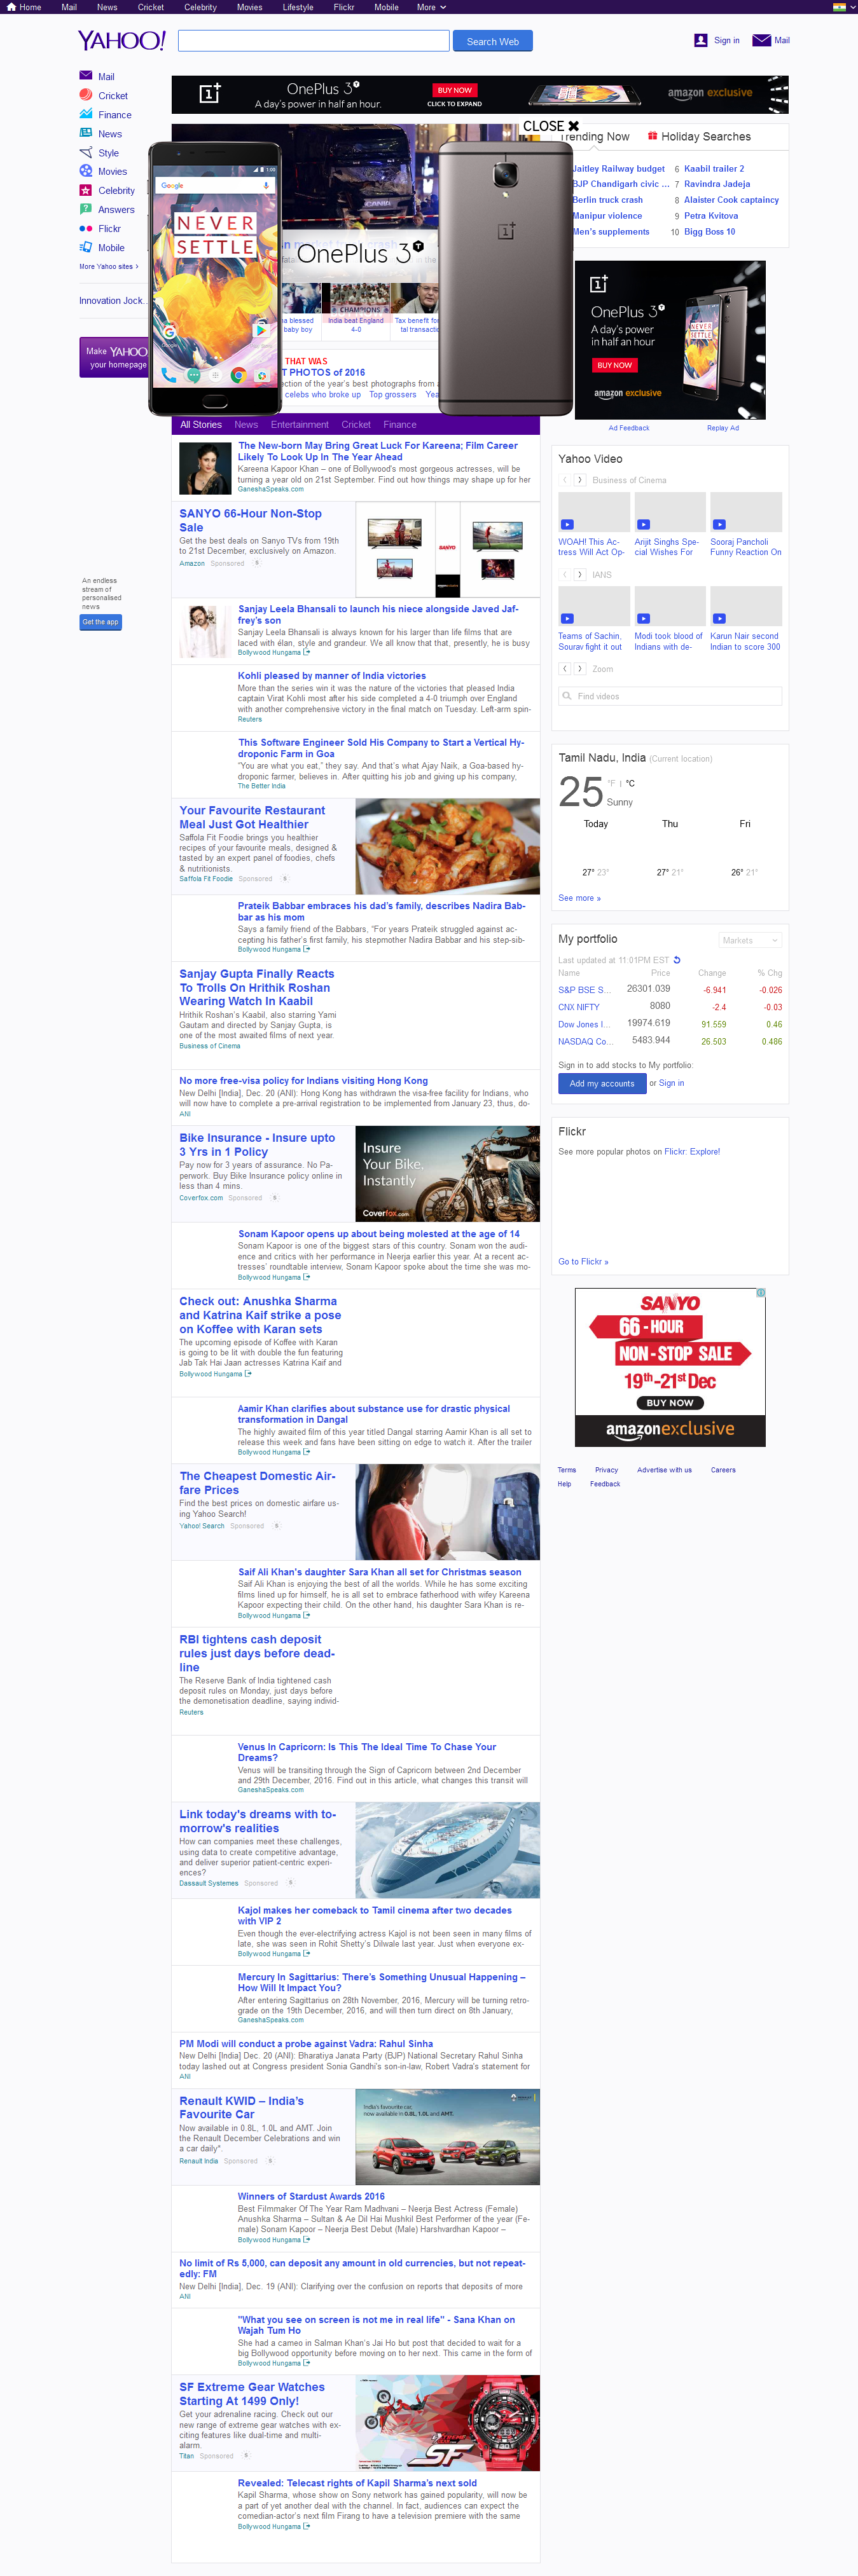 Home Mail News Cricket Celebrity Movies Lifestyle Flickr Mobile More
YAHOO!
Search Web
Sign in
Mail
Mail
Cricket
Finance
News
Style
Movies
Celebrity
Answers
Flickr
Mobile
More Yahoo sites ›
Innovation Jock...
Make YAHOO
your homepage
An endless
stream of
personalised
news
Get the app
OnePlus 3T
A day's power in half an hour.
BUY NOW
CLICK TO EXPAND
amazon exclusive
CLOSE ✖
Google
NEVER
SETTLE
OnePlus 3T
CHAMPIONS
blessed
baby boy
India beat England
4-0
Tax benefit for
tal transactio
THAT WAS
T PHOTOS of 2016
ection of the year's best photographs from
celebs who broke up Top grossers Yea
Trending Now
Holiday Searches
Jaitley Railway budget
BJP Chandigarh civic ...
Berlin truck crash
Manipur violence
Men's supplements
6 Kaabil trailer 2
7 Ravindra Jadeja
8 Alaister Cook captaincy
9 Petra Kvitova
10 Bigg Boss 10
OnePlus 3T
A day's power
in half an hour
BUY NOW
amazon exclusive
NEVER
SETTLE
Ad Feedback
Replay Ad
All Stories News Entertainment Cricket Finance
The New-born May Bring Great Luck For Kareena; Film Career
Likely To Look Up In The Year Ahead
Kareena Kapoor Khan – one of Bollywood's most gorgeous actresses, will be
turning a year old on 21st September. Find out how things may shape up for her
GaneshaSpeaks.com
SANYO 66-Hour Non-Stop
Sale
Get the best deals on Sanyo TVs from 19th
to 21st December, exclusively on Amazon.
Amazon Sponsored
SANYO
Sanjay Leela Bhansali to launch his niece alongside Javed Jaf-
frey's son
Sanjay Leela Bhansali is always known for his larger than life films that are
laced with élan, style and grandeur. We all know that that, presently, he is busy
Bollywood Hungama
Kohli pleased by manner of India victories
More than the series win it was the nature of the victories that pleased India
captain Virat Kohli most after his side completed a 4-0 triumph over England
with another comprehensive victory in the final match on Tuesday. Left-arm spin-
Reuters
This Software Engineer Sold His Company to Start a Vertical Hy-
droponic Farm in Goa
"You are what you eat," they say. And that's what Ajay Naik, a Goa-based hy-
droponic farmer, believes in. After quitting his job and giving up his company,
The Better India
Your Favourite Restaurant
Meal Just Got Healthier
Saffola Fit Foodie brings you healthier
recipes of your favourite meals, designed &
tasted by an expert panel of foodies, chefs
& nutritionists.
Saffola Fit Foodie Sponsored
Prateik Babbar embraces his dad's family, describes Nadira Bab-
bar as his mom
Says a family friend of the Babbars, "For years Prateik struggled against ac-
cepting his father's first family, his stepmother Nadira Babbar and his step-sib-
Bollywood Hungama
Sanjay Gupta Finally Reacts
To Trolls On Hrithik Roshan
Wearing Watch In Kaabil
Hrithik Roshan's Kaabil, also starring Yami
Gautam and directed by Sanjay Gupta, is
one of the most awaited films of next year.
Business of Cinema
No more free-visa policy for Indians visiting Hong Kong
New Delhi [India], Dec. 20 (ANI): Hong Kong has withdrawn the visa-free facility for Indians, who
will now have to complete a pre-arrival registration to be implemented from January 23, thus, do-
ANI
Bike Insurance - Insure upto
3 Yrs in 1 Policy
Pay now for 3 years of assurance. No Pa-
perwork. Buy Bike Insurance policy online in
less than 4 mins.
Coverfox.com Sponsored
Insure
Your Bike,
Instantly
Coverfox.com
Sonam Kapoor opens up about being molested at the age of 14
Sonam Kapoor is one of the biggest stars of this country. Sonam won the audi-
ence and critics with her performance in Neerja earlier this year. At a recent ac-
tresses' roundtable interview, Sonam Kapoor spoke about the time she was mo-
Bollywood Hungama
Check out: Anushka Sharma
and Katrina Kaif strike a pose
on Koffee with Karan sets
The upcoming episode of Koffee with Karan
is going to be lit with double the fun featuring
Jab Tak Hai Jaan actresses Katrina Kaif and
Bollywood Hungama
Aamir Khan clarifies about substance use for drastic physical
transformation in Dangal
The highly awaited film of this year titled Dangal starring Aamir Khan is all set to
release this week and fans have been sitting on edge to watch it. After the trailer
Bollywood Hungama
The Cheapest Domestic Air-
fare Prices
Find the best prices on domestic airfare us-
ing Yahoo Search!
Yahoo! Search Sponsored
Saif Ali Khan's daughter Sara Khan all set for Christmas season
Saif Ali Khan is enjoying the best of all the worlds. While he has some exciting
films lined up for himself, he is all set to embrace fatherhood with wifey Kareena
Kapoor expecting their child. On the other hand, his daughter Sara Khan is re-
Bollywood Hungama
RBI tightens cash deposit
rules just days before dead-
line
The Reserve Bank of India tightened cash
deposit rules on Monday, just days before
the demonetisation deadline, saying individ-
Reuters
Venus In Capricorn: Is This The Ideal Time To Chase Your
Dreams?
Venus will be transiting through the Sign of Capricorn between 2nd December
and 29th December, 2016. Find out in this article, what changes this transit will
GaneshaSpeaks.com
Link today's dreams with to-
morrow's realities
How can companies meet these challenges,
using data to create competitive advantage,
and deliver superior patient-centric experi-
ences?
Dassault Systemes Sponsored
Kajol makes her comeback to Tamil cinema after two decades
with VIP 2
Even though the ever-electrifying actress Kajol is not been seen in many films of
late, she was seen in Rohit Shetty's Dilwale last year. Just when everyone ex-
Bollywood Hungama
Mercury In Sagittarius: There's Something Unusual Happening –
How Will It Impact You?
After entering Sagittarius on 28th November, 2016, Mercury will be turning retro-
grade on the 19th December, 2016, and will then turn direct on 8th January,
GaneshaSpeaks.com
PM Modi will conduct a probe against Vadra: Rahul Sinha
New Delhi [India] Dec. 20 (ANI): Bharatiya Janata Party (BJP) National Secretary Rahul Sinha
today lashed out at Congress president Sonia Gandhi's son-in-law, Robert Vadra's statement for
ANI
Renault KWID – India's
Favourite Car
Now available in 0.8L, 1.0L and AMT. Join
the Renault December Celebrations and win
a car daily*.
Renault India Sponsored
India's favourite car,
now available in 0.8L, 1.0L and AMT.
Winners of Stardust Awards 2016
Best Filmmaker Of The Year Ram Madhvani – Neerja Best Actress (Female)
Anushka Sharma – Sultan & Ae Dil Hai Mushkil Best Performer of the year (Fe-
male) Sonam Kapoor – Neerja Best Debut (Male) Harshvardhan Kapoor –
Bollywood Hungama
No limit of Rs 5,000, can deposit any amount in old currencies, but not repeat-
edly: FM
New Delhi [India], Dec. 19 (ANI): Clarifying over the confusion on reports that deposits of more
ANI
"What you see on screen is not me in real life" - Sana Khan on
Wajah Tum Ho
She had a cameo in Salman Khan's Jai Ho but post that decided to wait for a
big Bollywood opportunity before moving on to her next. This came in the form of
Bollywood Hungama
SF Extreme Gear Watches
Starting At 1499 Only!
Get your adrenaline racing. Check out our
new range of extreme gear watches with ex-
citing features like dual-time and multi-
alarm.
Titan Sponsored
SF
Revealed: Telecast rights of Kapil Sharma's next sold
Kapil Sharma, whose show on Sony network has gained popularity, will now be
a part of yet another deal with the channel. In fact, audiences can expect the
comedian-actor's next film Firang to have a television premiere with the same
Bollywood Hungama
Yahoo Video
Business of Cinema
WOAH! This Ac-
tress Will Act Op-
Arijit Singhs Spe-
cial Wishes For
Sooraj Pancholi
Funny Reaction On
IANS
Teams of Sachin,
Sourav fight it out
Modi took blood of
Indians with de-
Karun Nair second
Indian to score 300
Zoom
Find videos
Tamil Nadu, India (Current location)
25 °F | °C
Sunny
Today Thu Fri
27° 23° 27° 21° 26° 21°
See more »
My portfolio
Markets
Last updated at 11:01PM EST
Name Price Change % Chg
S&P BSE S... 26301.039 -6.941 -0.026
CNX NIFTY 8080 -2.4 -0.03
Dow Jones I... 19974.619 91.559 0.46
NASDAQ Co... 5483.944 26.503 0.486
Sign in to add stocks to My portfolio:
Add my accounts or Sign in
Flickr
See more popular photos on Flickr: Explore!
Go to Flickr »
SANYO
66-HOUR
NON-STOP SALE
19th-21st Dec
BUY NOW
amazonexclusive
Terms Privacy Advertise with us Careers
Help Feedback